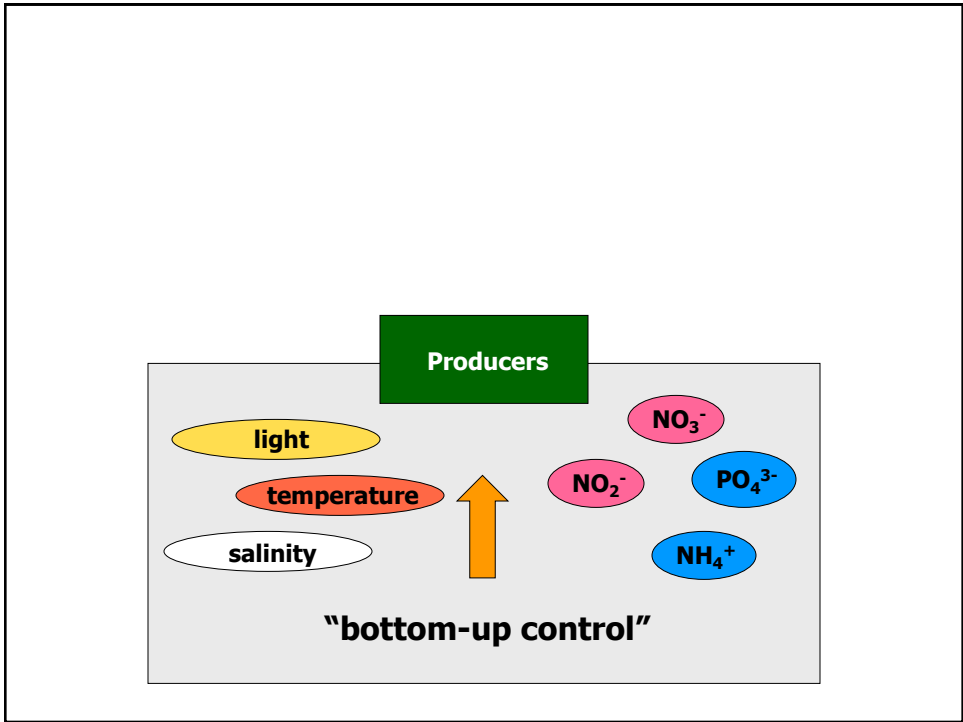 Producers
light
temperature
salinity
NO₃⁻
NO₂⁻
PO₄³⁻
NH₄⁺
“bottom-up control”